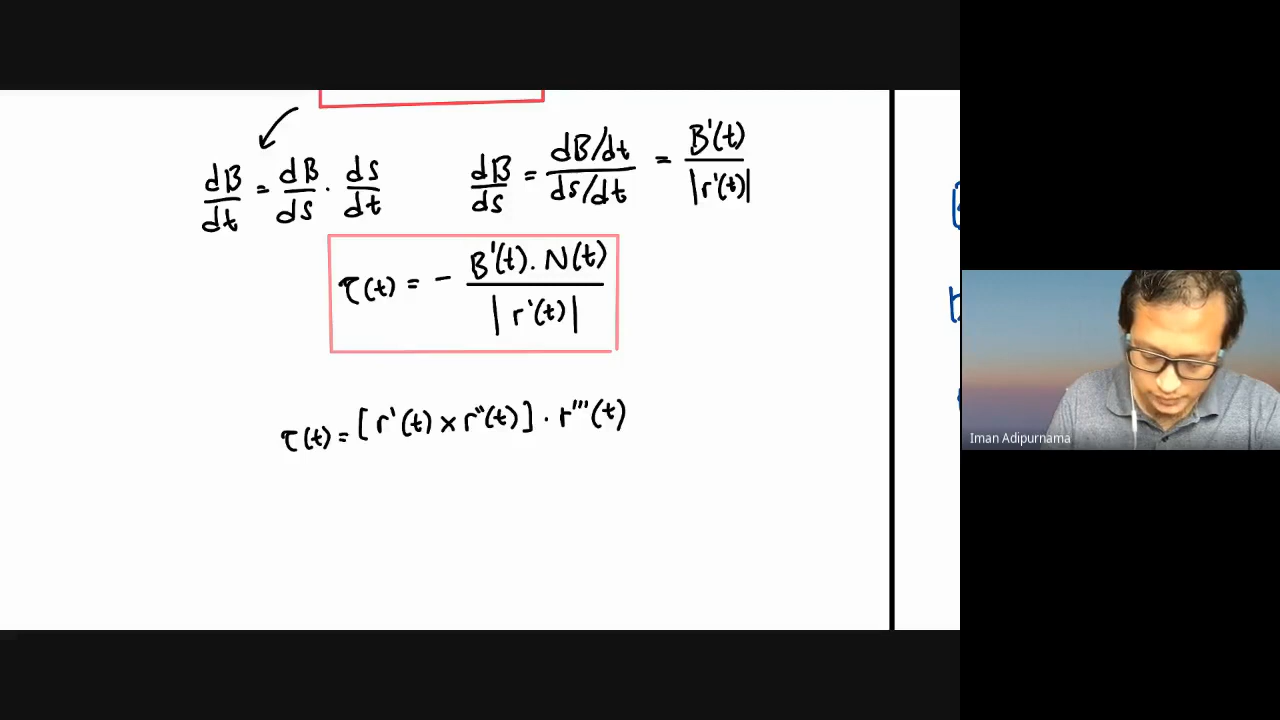 dB/dt = dB/ds · ds/dt
dB/ds = (dB/dt)/(ds/dt) = B'(t)/|r'(t)|
τ(t) = - B'(t) · N(t)/|r'(t)|
τ(t) = [r'(t) × r''(t)] · r'''(t)
Iman Adipurnama